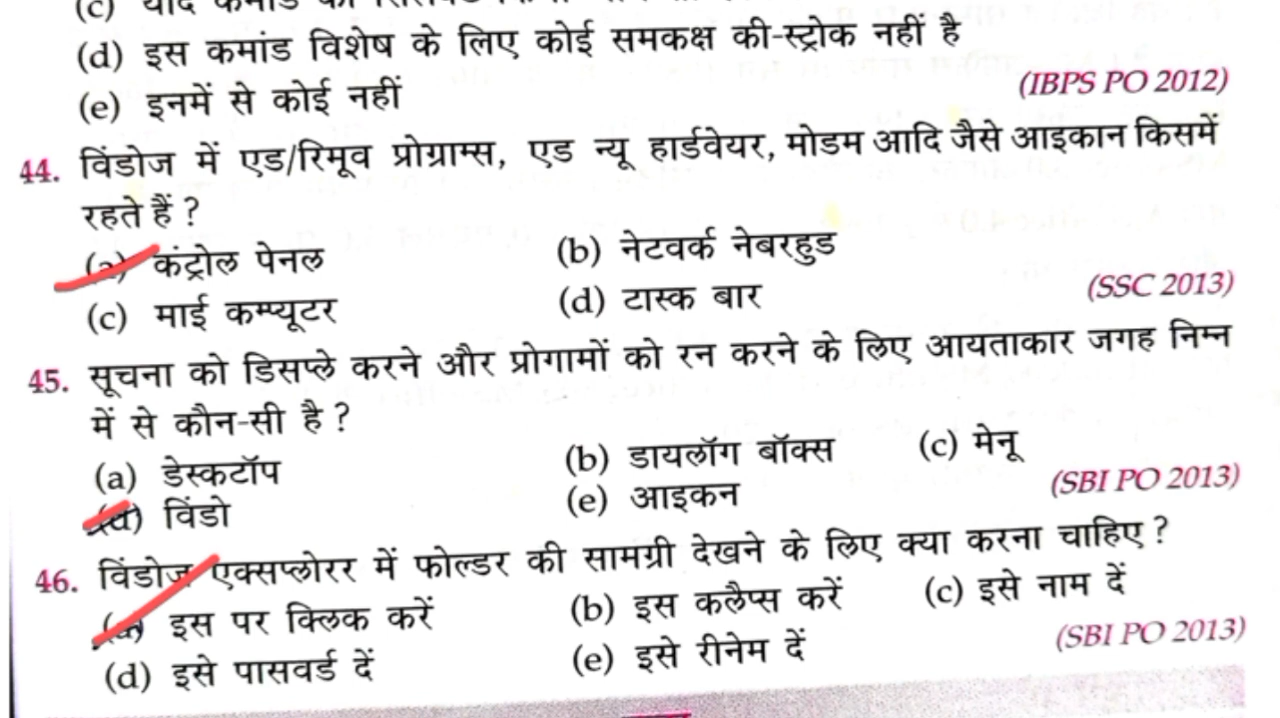 (d) इस कमांड विशेष के लिए कोई समकक्ष की-स्ट्रोक नहीं है
(e) इनमें से कोई नहीं (IBPS PO 2012)
44. विंडोज में एड/रिमूव प्रोग्राम्स, एड न्यू हार्डवेयर, मोडम आदि जैसे आइकान किसमें
रहते हैं ?
(a) कंट्रोल पेनल (b) नेटवर्क नेबरहुड
(c) माई कम्प्यूटर (d) टास्क बार (SSC 2013)
45. सूचना को डिसप्ले करने और प्रोगामों को रन करने के लिए आयताकार जगह निम्न
में से कौन-सी है ?
(a) डेस्कटॉप (b) डायलॉग बॉक्स (c) मेनू
(d) विंडो (e) आइकन (SBI PO 2013)
46. विंडोज एक्सप्लोरर में फोल्डर की सामग्री देखने के लिए क्या करना चाहिए ?
(a) इस पर क्लिक करें (b) इस कलैप्स करें (c) इसे नाम दें
(d) इसे पासवर्ड दें (e) इसे रीनेम दें (SBI PO 2013)